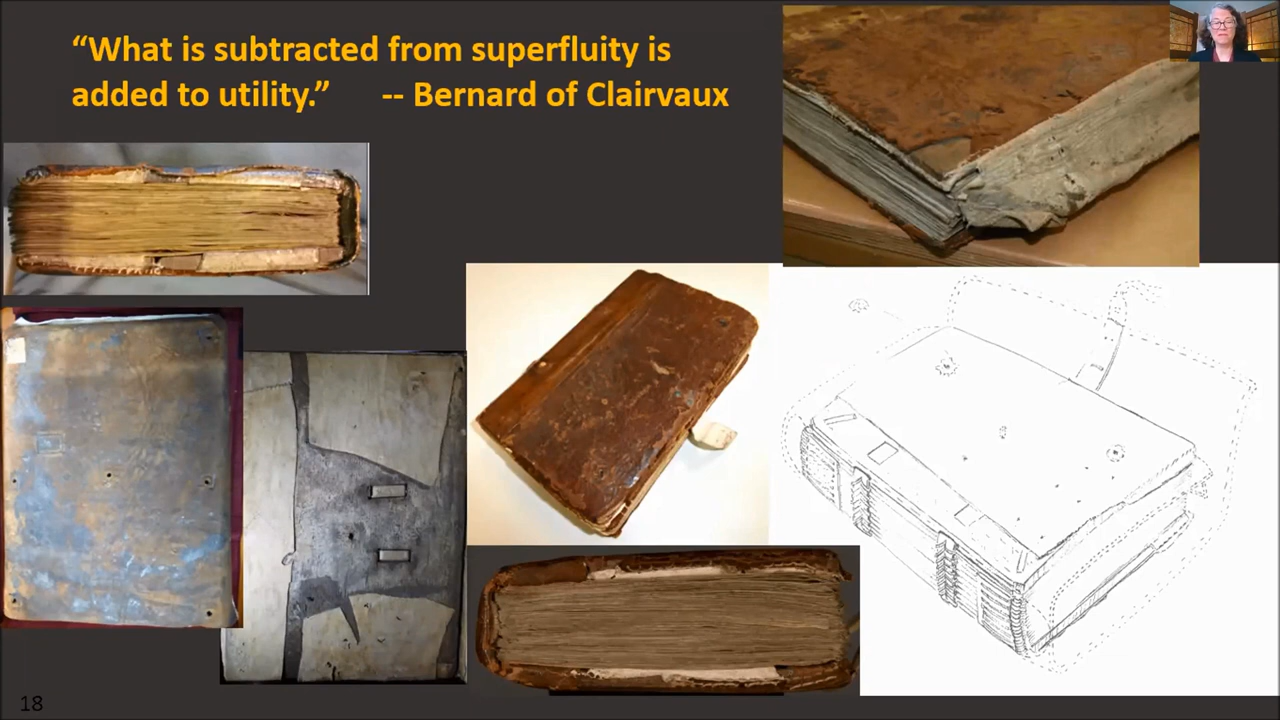 “What is subtracted from superfluity is
added to utility.” -- Bernard of Clairvaux
18